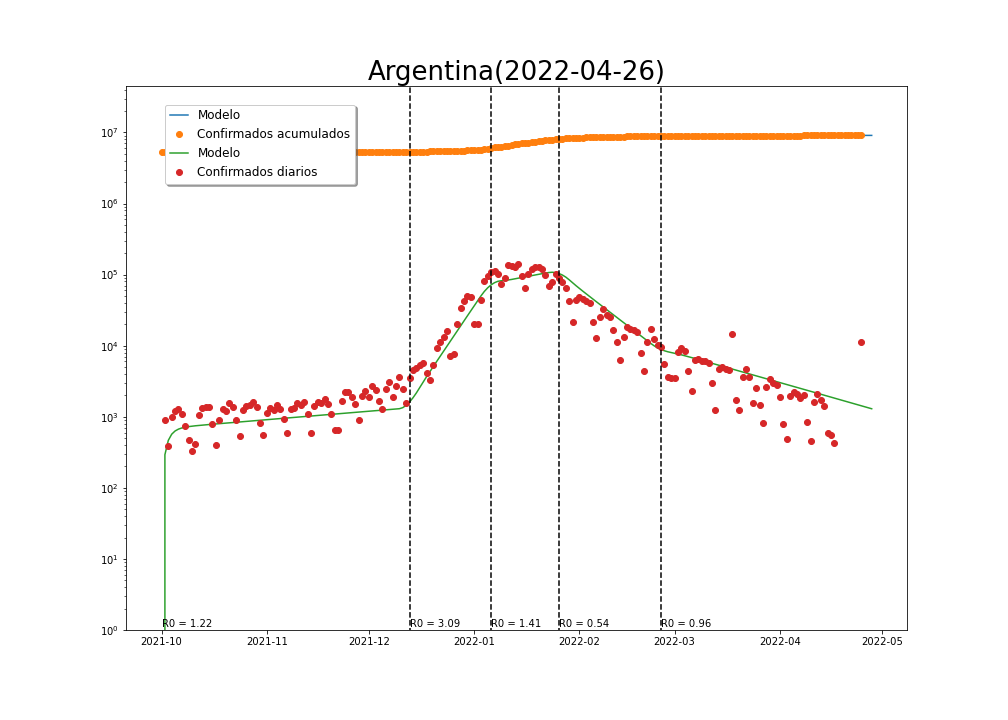 Argentina(2022-04-26)
Modelo
Confirmados acumulados
Modelo
Confirmados diarios
10^7
10^6
10^5
10^4
10^3
10^2
10^1
10^0
R0 = 1.22 R0 = 3.09 R0 = 1.41 R0 = 0.54 R0 = 0.96
2021-10 2021-11 2021-12 2022-01 2022-02 2022-03 2022-04 2022-05